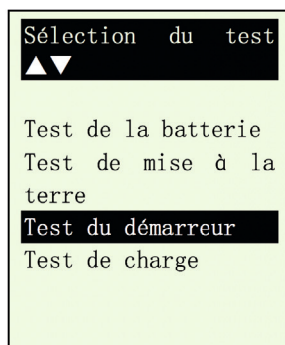 Sélection du test
▲▼
Test de la batterie
Test de mise à la
terre
Test du démarreur
Test de charge